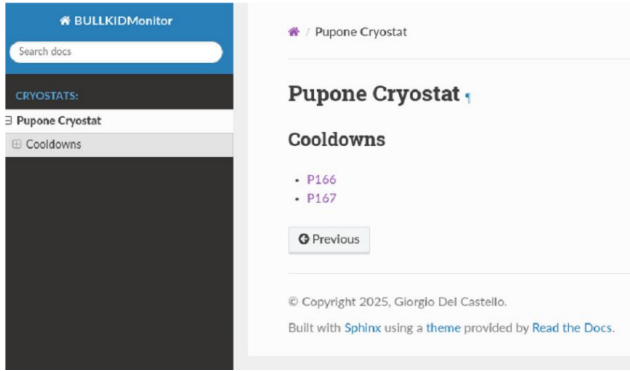 BULLKIDMonitor
Search docs
CRYOSTATS:
Pupone Cryostat
Cooldowns
/ Pupone Cryostat
Pupone Cryostat ¶
Cooldowns
• P166
• P167
Previous
© Copyright 2025, Giorgio Del Castello.
Built with Sphinx using a theme provided by Read the Docs.